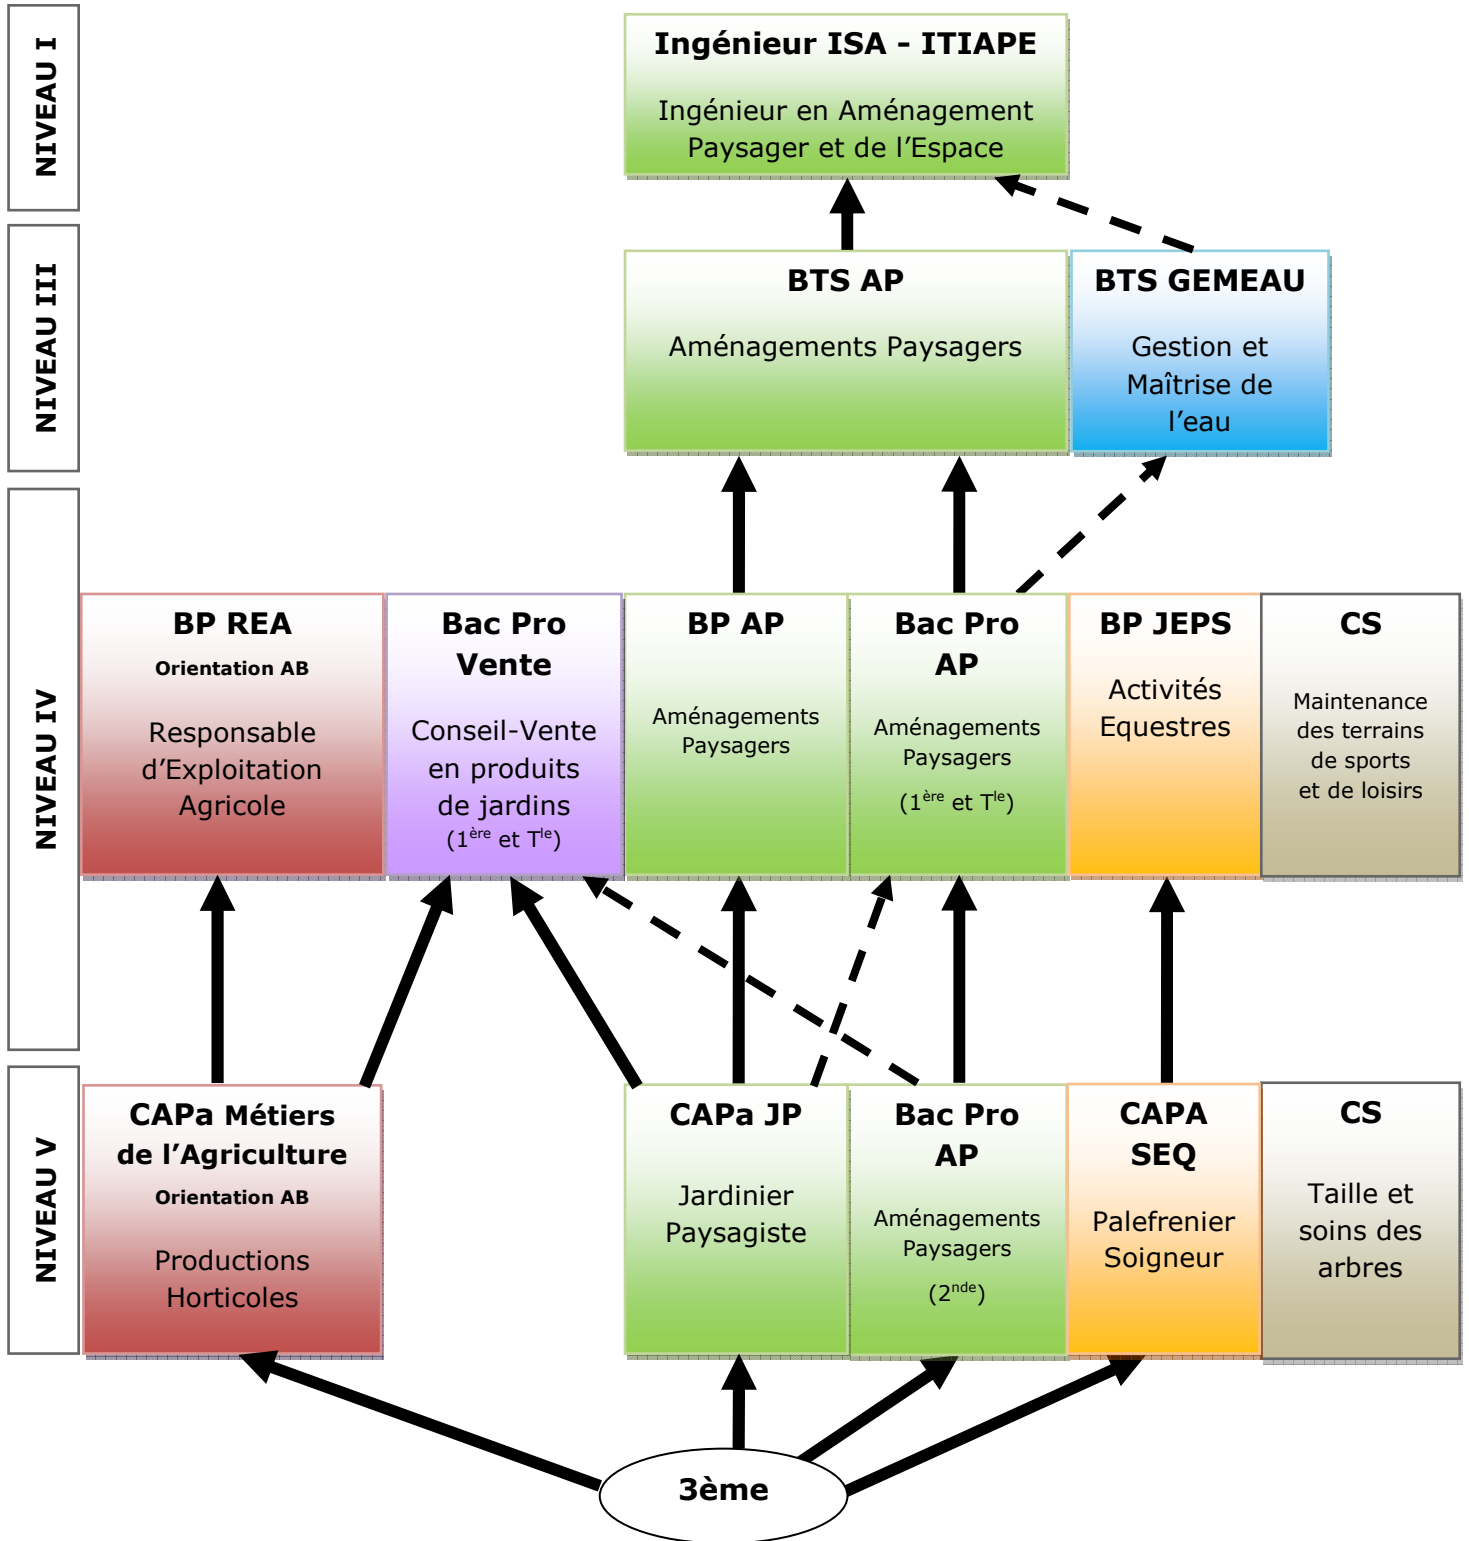 NIVEAU I
Ingénieur ISA - ITIAPE
Ingénieur en Aménagement
Paysager et de l’Espace
NIVEAU III
BTS AP
Aménagements Paysagers
BTS GEMEAU
Gestion et
Maîtrise de
l’eau
NIVEAU IV
BP REA
Orientation AB
Responsable
d’Exploitation
Agricole
Bac Pro
Vente
Conseil-Vente
en produits
de jardins
(1ère et Tle)
BP AP
Aménagements
Paysagers
Bac Pro
AP
Aménagements
Paysagers
(1ère et Tle)
BP JEPS
Activités
Equestres
CS
Maintenance
des terrains
de sports
et de loisirs
NIVEAU V
CAPa Métiers
de l’Agriculture
Orientation AB
Productions
Horticoles
CAPa JP
Jardinier
Paysagiste
Bac Pro
AP
Aménagements
Paysagers
(2nde)
CAPA
SEQ
Palefrenier
Soigneur
CS
Taille et
soins des
arbres
3ème